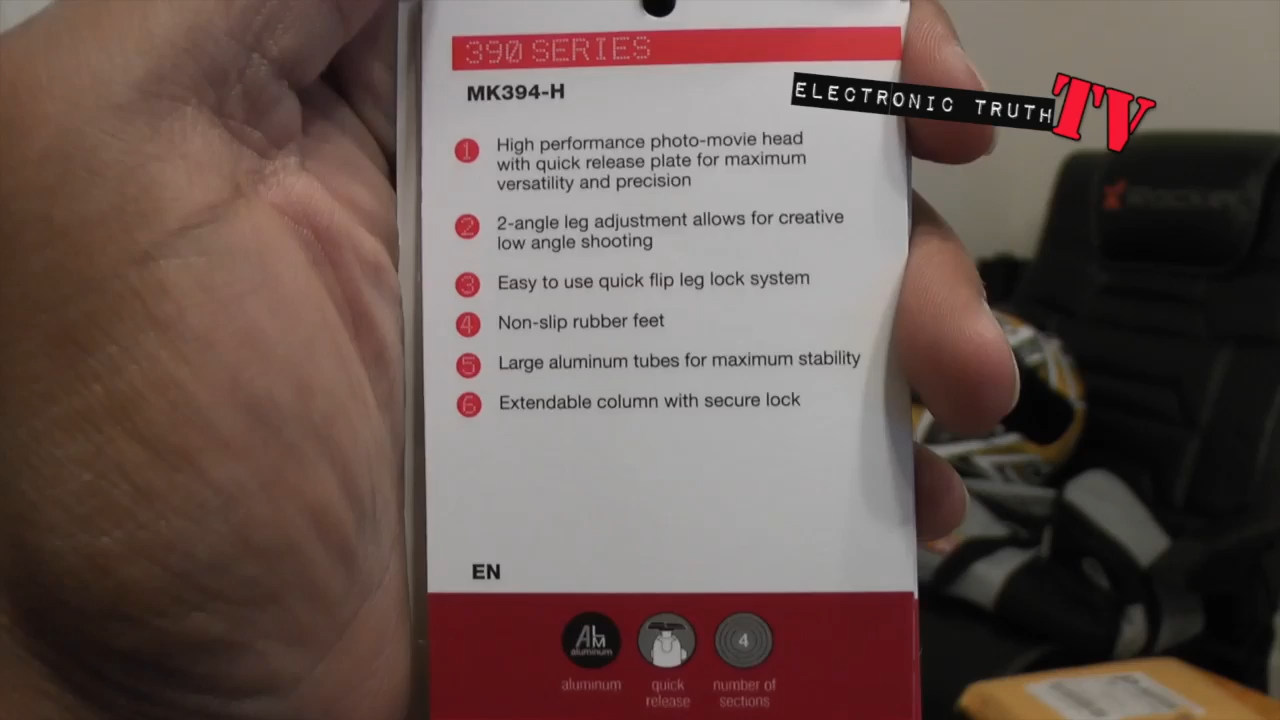 390 SERIES
MK394-H
ELECTRONIC TRUTH TV
1 High performance photo-movie head
with quick release plate for maximum
versatility and precision
2 2-angle leg adjustment allows for creative
low angle shooting
3 Easy to use quick flip leg lock system
4 Non-slip rubber feet
5 Large aluminum tubes for maximum stability
6 Extendable column with secure lock
EN
ALM
aluminum
4
aluminum
quick
release
number of
sections